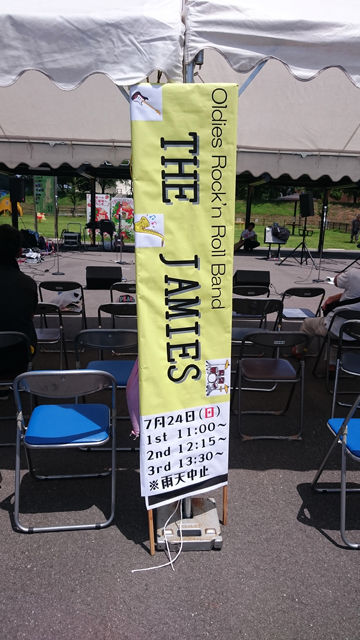 Oldies Rock'n Roll Band
THE JAMIES
7月24日(日)
1st 11:00～
2nd 12:15～
3rd 13:30～
※雨天中止